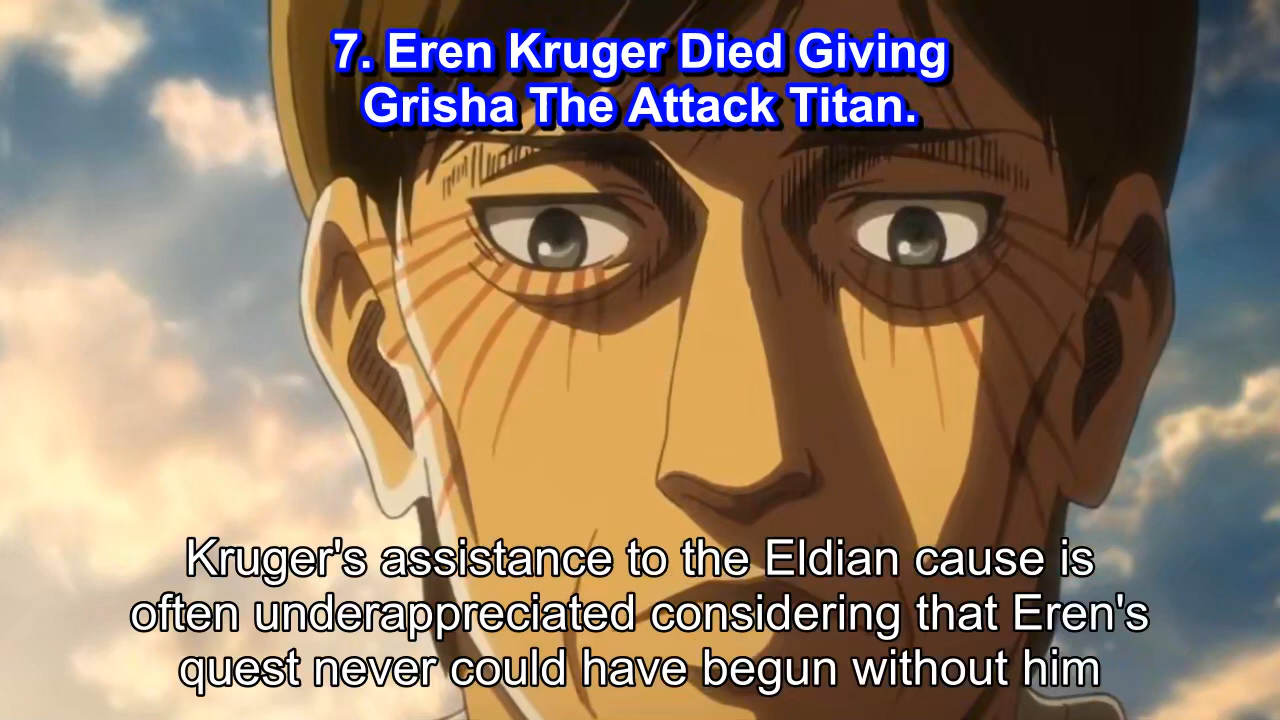 7. Eren Kruger Died Giving
Grisha The Attack Titan.
Kruger's assistance to the Eldian cause is
often underappreciated considering that Eren's
quest never could have begun without him